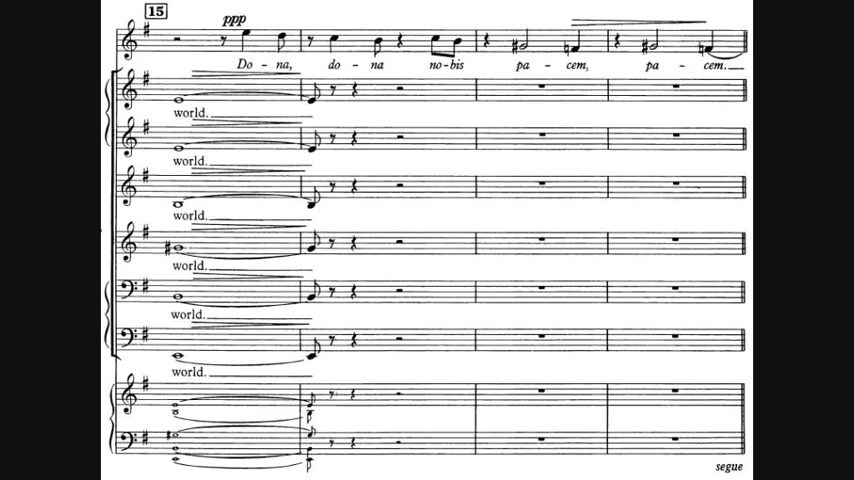 15
ppp
Do - na, do - na no-bis pa - cem, pa - cem.
world.
world.
world.
world.
world.
world.
segue